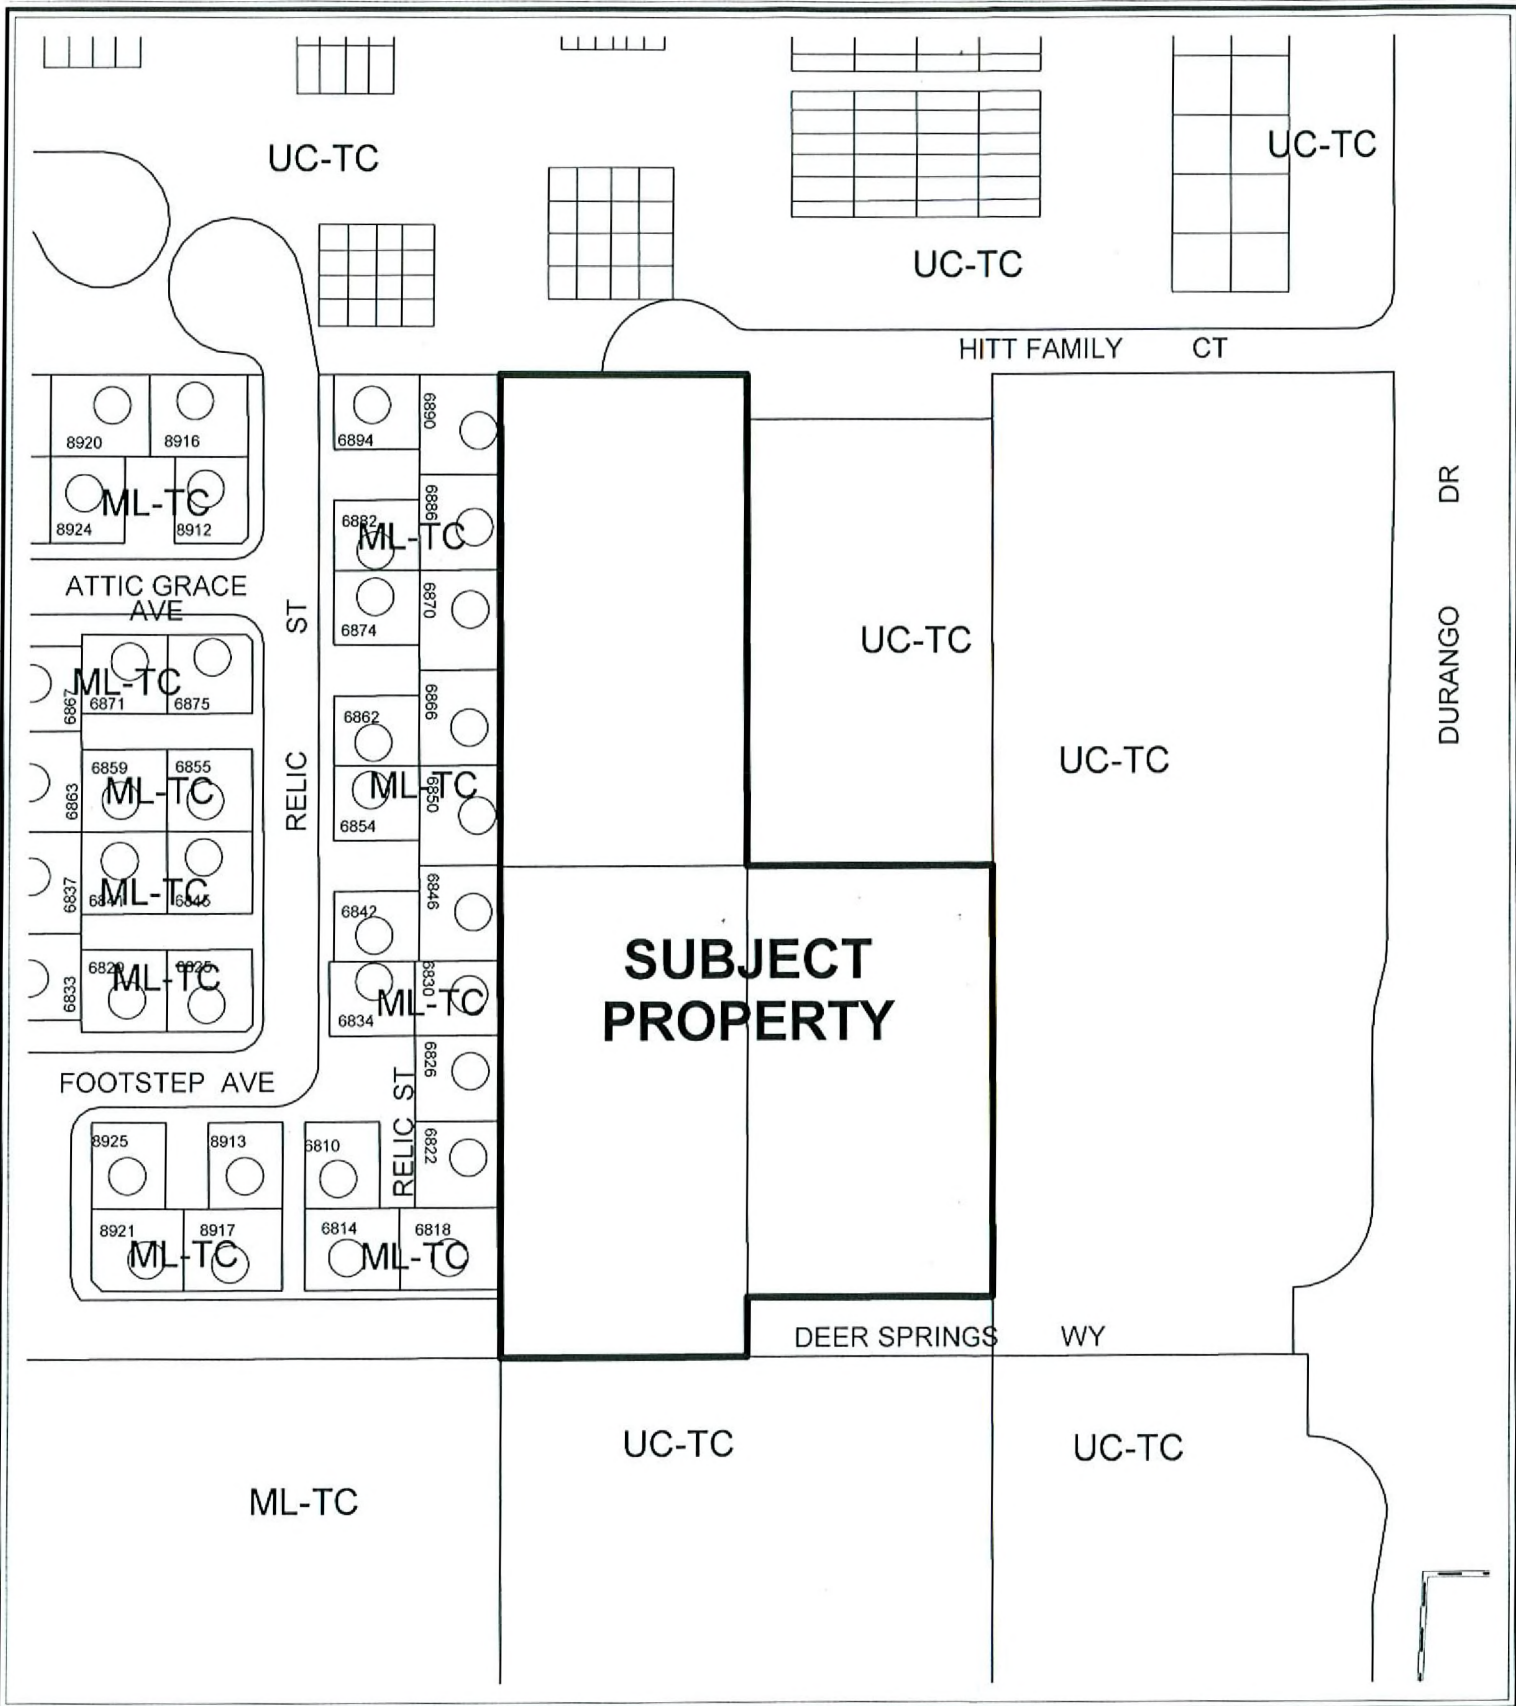 UC-TC
UC-TC
UC-TC
HITT FAMILY CT
8920
8916
6894
6890
8924
ML-TC
8912
6882
ML-TC
6886
DURANGO DR
ATTIC GRACE
AVE
6874
6870
RELIC ST
UC-TC
ML-TC
6867
6871
6875
6862
6866
UC-TC
6859
6855
ML-TC
6863
ML-TC
6850
6854
6837
ML-TC
6845
6842
6846
SUBJECT
PROPERTY
ML-TC
6833
6830
ML-TC
6834
6826
FOOTSTEP AVE
RELIC ST
8925
8913
6810
6822
8921
8917
ML-TC
6814
6818
ML-TC
DEER SPRINGS WY
UC-TC
UC-TC
ML-TC